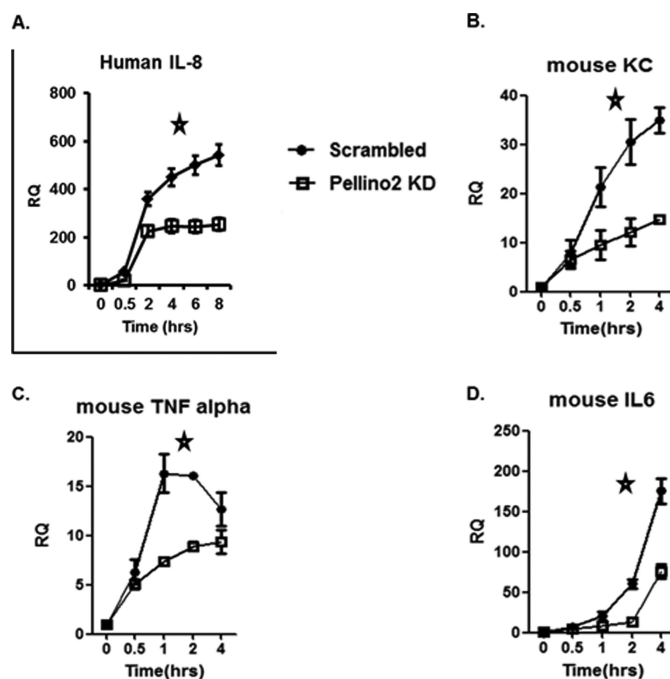 A.
Human IL-8
800
600
400
200
0
RQ
0 0.5 2 4 6 8
Time (hrs)
Scrambled
Pellino2 KD
B.
mouse KC
40
30
20
10
0
RQ
0 0.5 1 2 4
Time(hrs)
C.
mouse TNF alpha
20
15
10
5
0
RQ
0 0.5 1 2 4
Time(hrs)
D.
mouse IL6
250
200
150
100
50
0
RQ
0 0.5 1 2 4
Time(hrs)